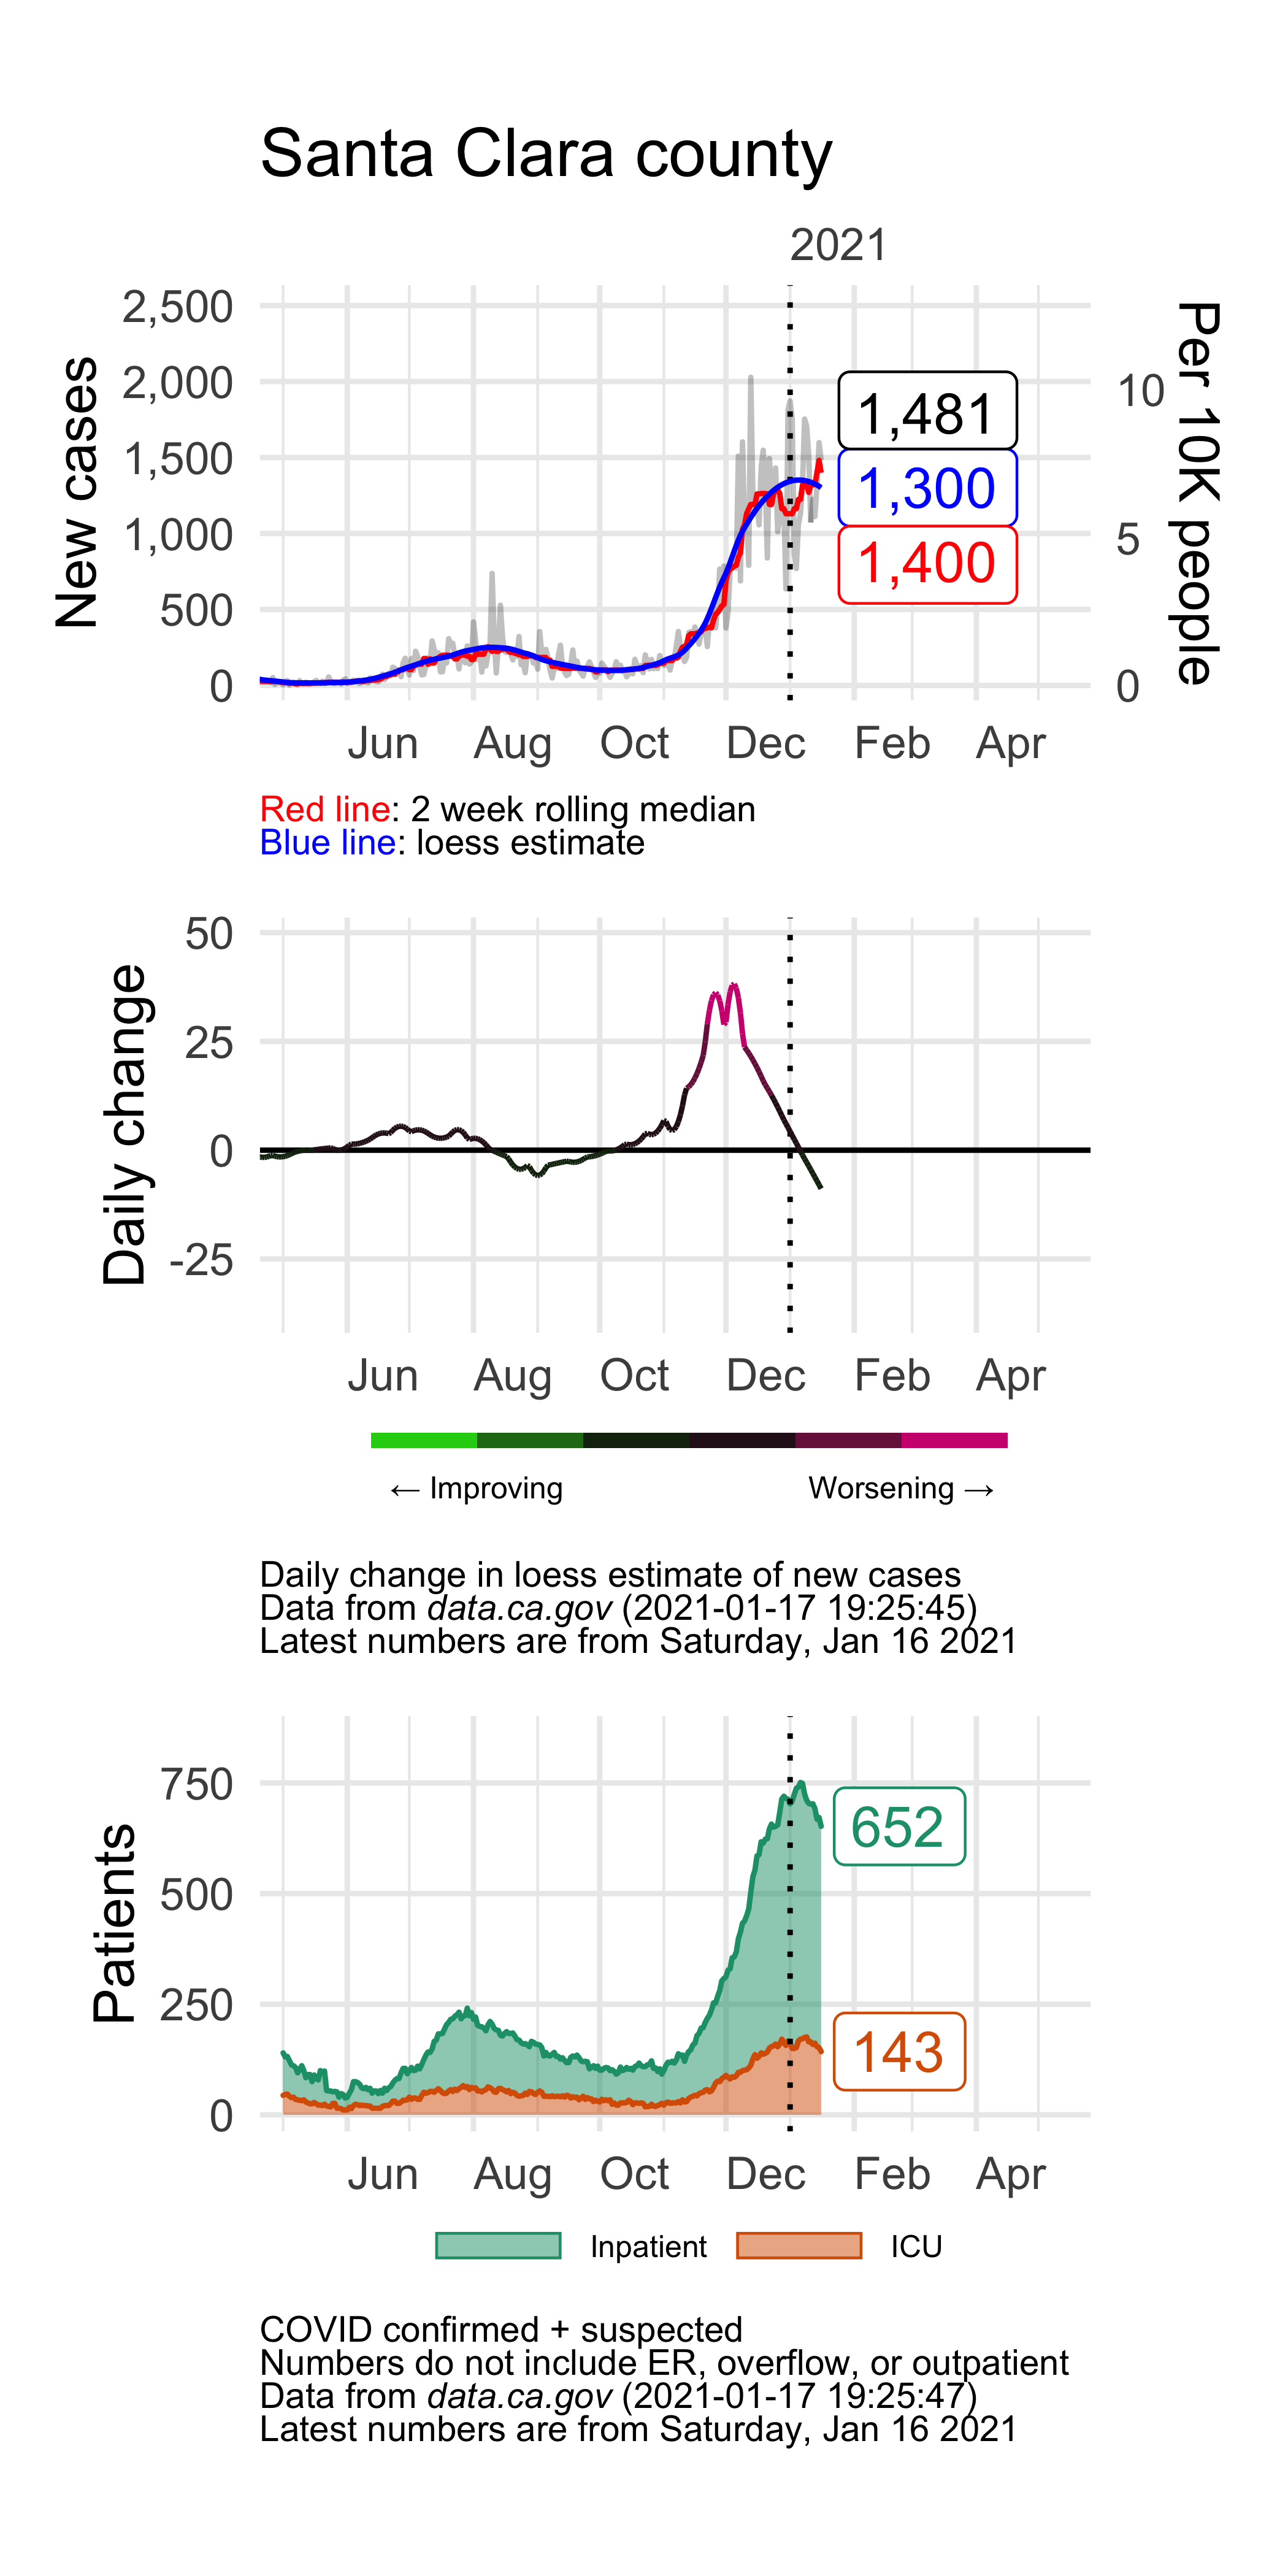 Santa Clara county
2021
New cases
2,500
2,000
1,500
1,000
500
0
10
5
0
Per 10K people
1,481
1,300
1,400
Jun Aug Oct Dec Feb Apr
Red line: 2 week rolling median
Blue line: loess estimate
Daily change
50
25
0
-25
Jun Aug Oct Dec Feb Apr
← Improving Worsening →
Daily change in loess estimate of new cases
Data from data.ca.gov (2021-01-17 19:25:45)
Latest numbers are from Saturday, Jan 16 2021
Patients
750
500
250
0
652
143
Jun Aug Oct Dec Feb Apr
Inpatient ICU
COVID confirmed + suspected
Numbers do not include ER, overflow, or outpatient
Data from data.ca.gov (2021-01-17 19:25:47)
Latest numbers are from Saturday, Jan 16 2021